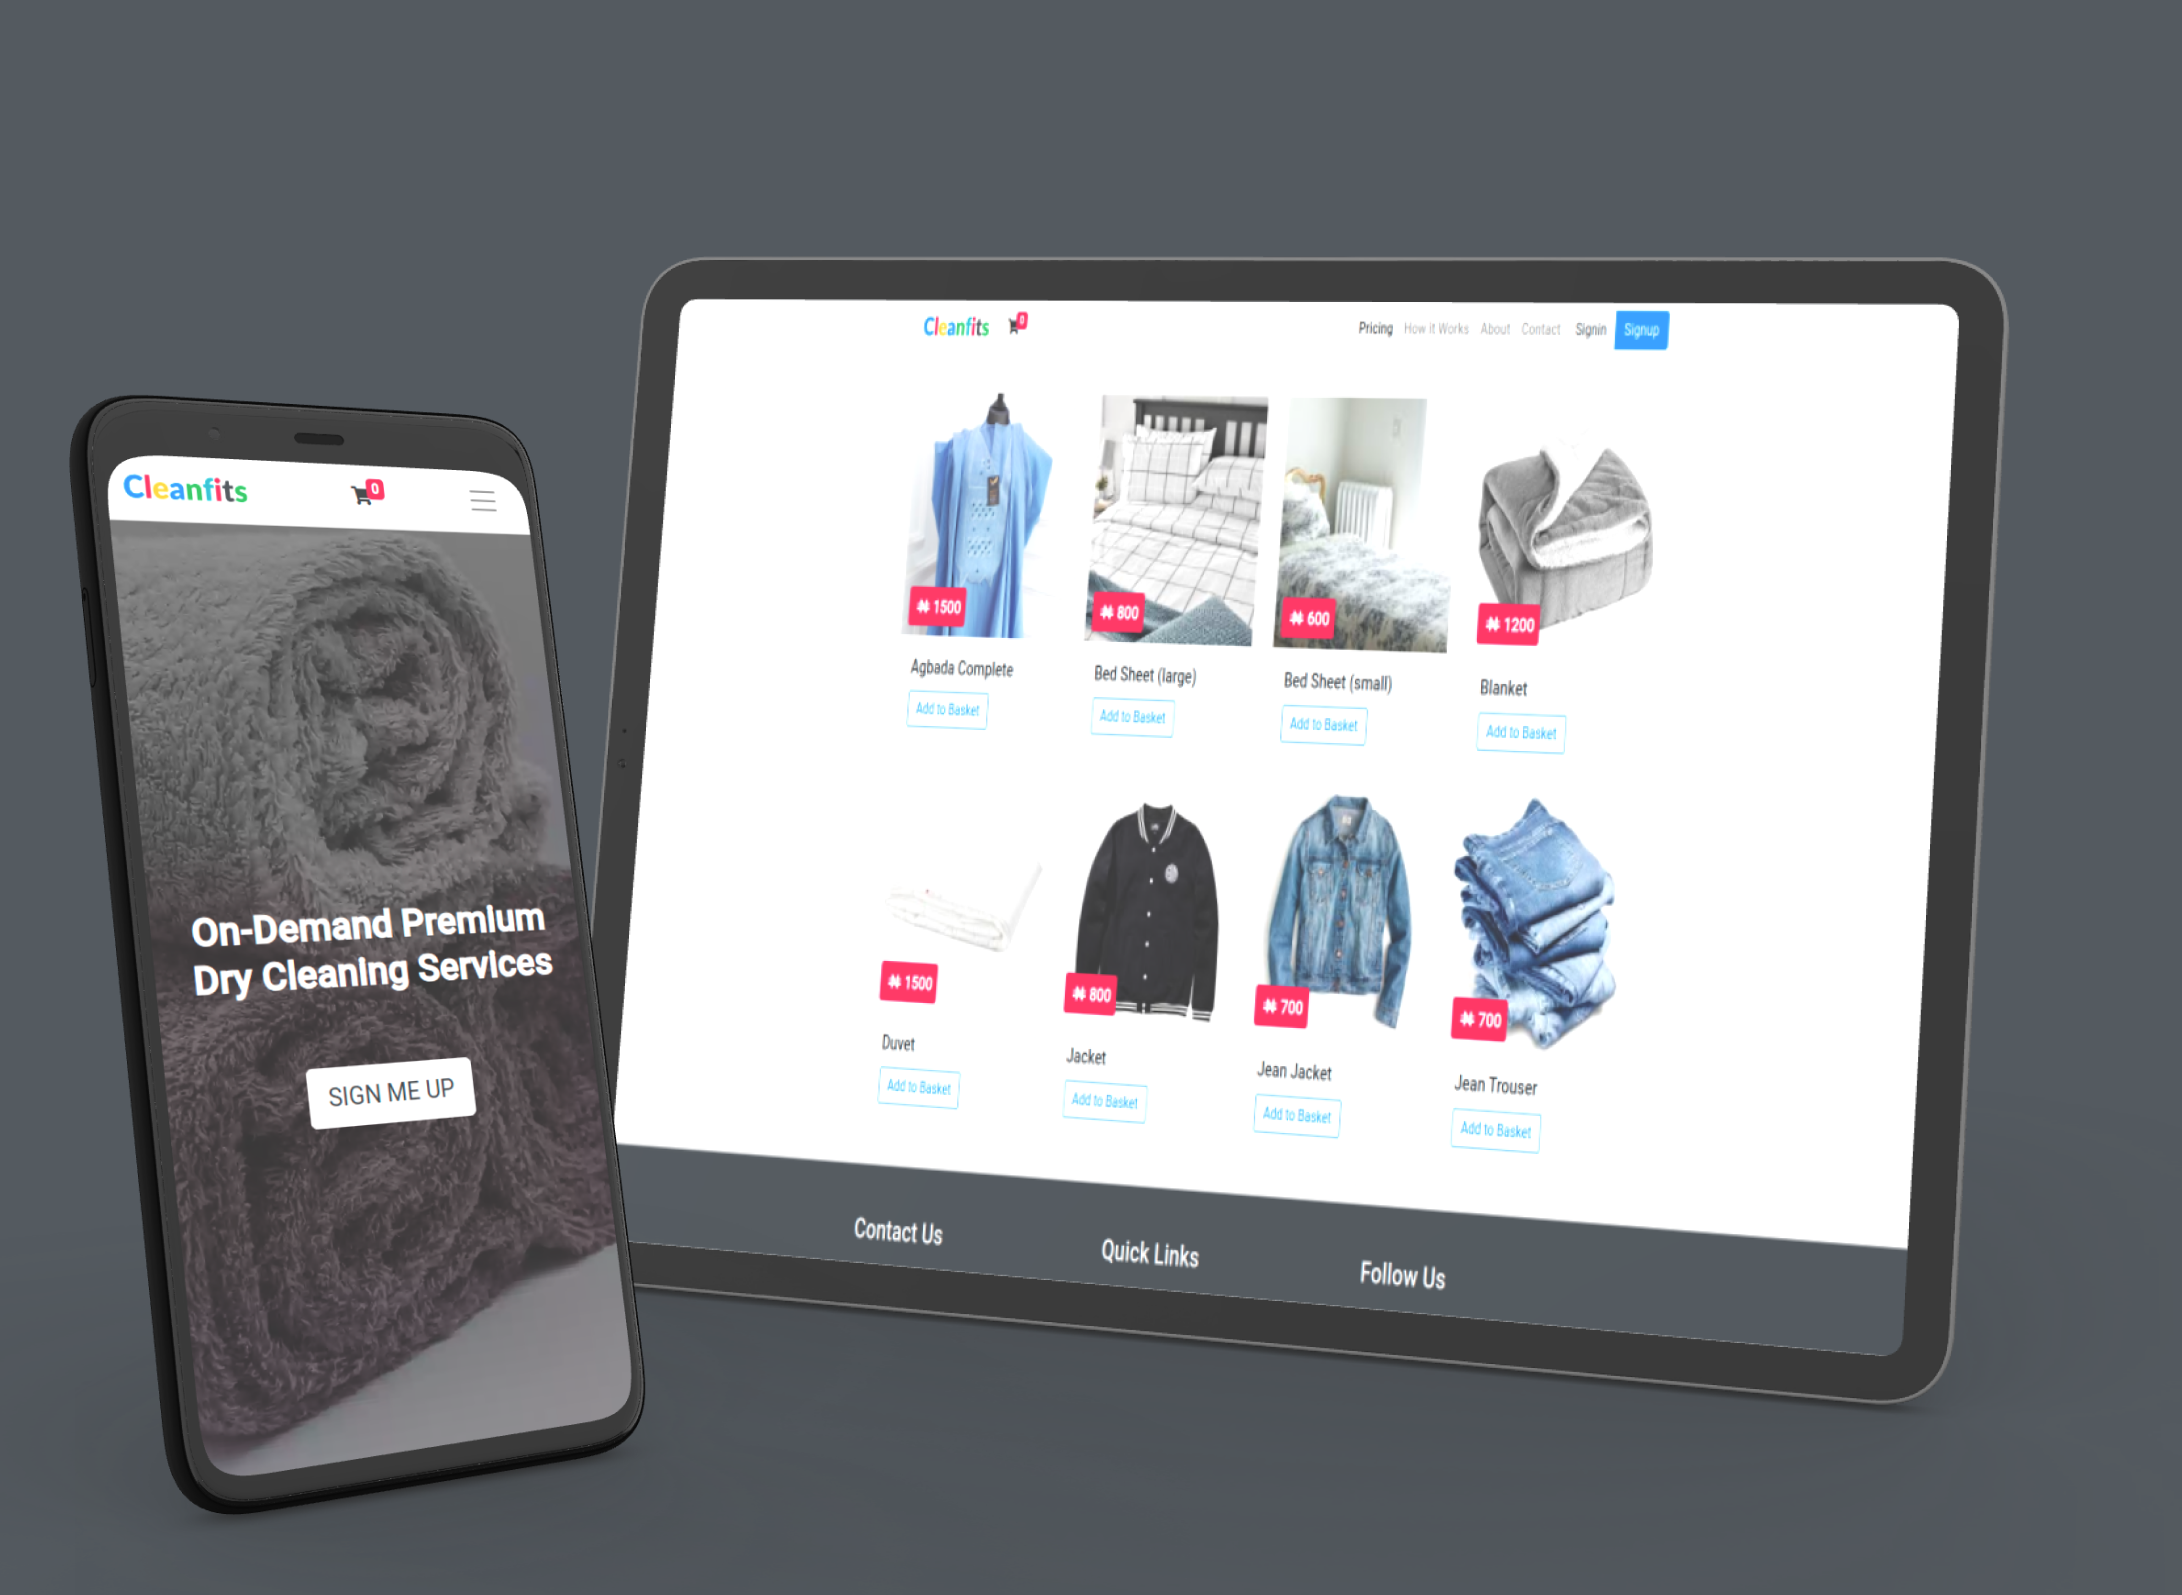 Cleanfits 0
On-Demand Premium
Dry Cleaning Services
SIGN ME UP
Cleanfits 0 Pricing How it Works About Contact Signin Signup
₦ 1500 ₦ 800 ₦ 600 ₦ 1200
Agbada Complete Bed Sheet (large) Bed Sheet (small) Blanket
Add to Basket Add to Basket Add to Basket Add to Basket
₦ 1500 ₦ 800 ₦ 700 ₦ 700
Duvet Jacket Jean Jacket Jean Trouser
Add to Basket Add to Basket Add to Basket Add to Basket
Contact Us Quick Links Follow Us